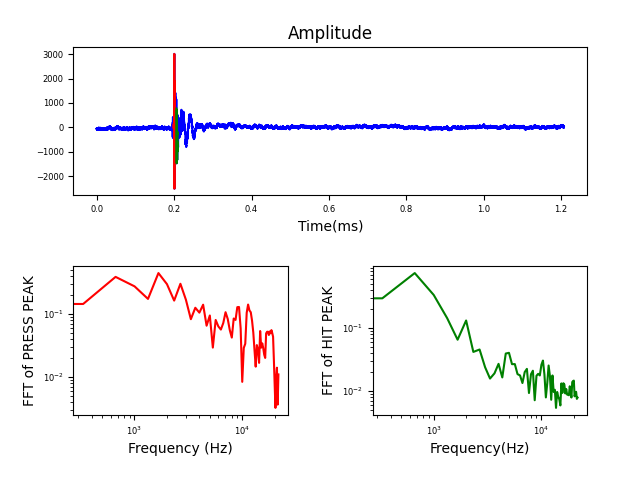 Amplitude
3000
2000
1000
0
−1000
−2000
0.0 0.2 0.4 0.6 0.8 1.0 1.2
Time(ms)
FFT of PRESS PEAK
10⁻¹
10⁻²
10³ 10⁴
Frequency (Hz)
FFT of HIT PEAK
10⁻¹
10⁻²
10³ 10⁴
Frequency(Hz)